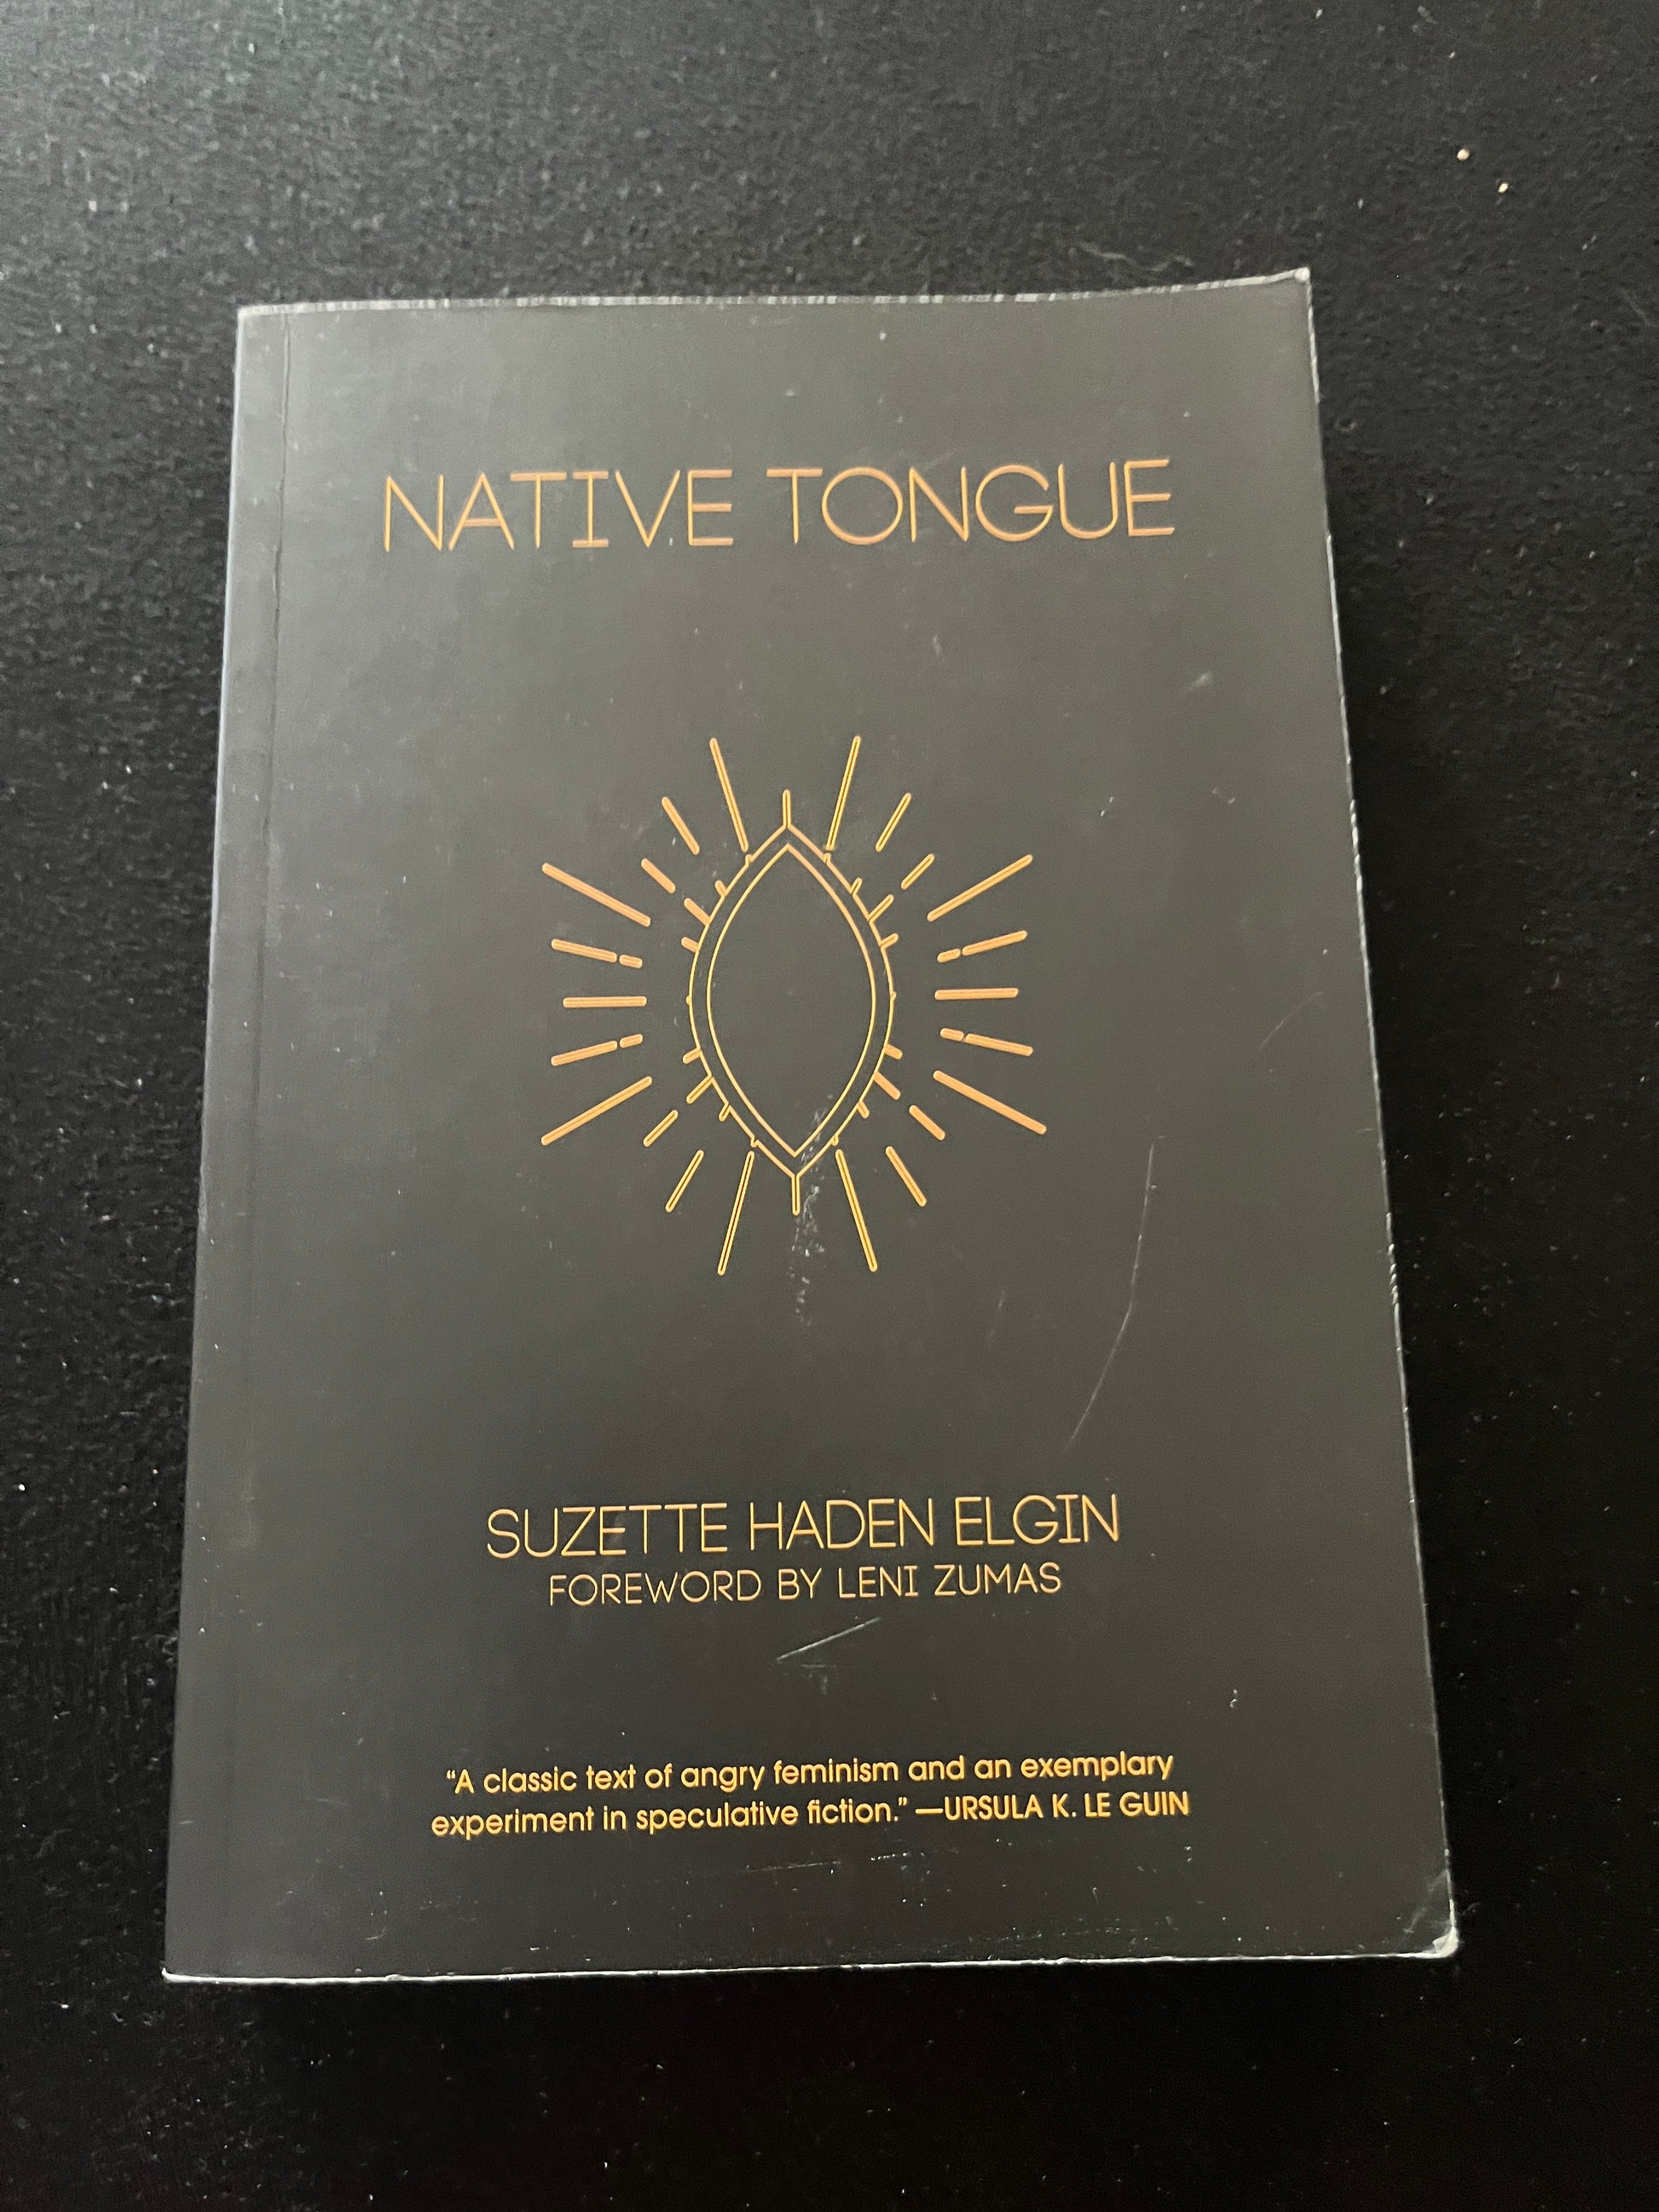 NATIVE TONGUE
SUZETTE HADEN ELGIN
FOREWORD BY LENI ZUMAS
“A classic text of angry feminism and an exemplary
experiment in speculative fiction.” —URSULA K. LE GUIN